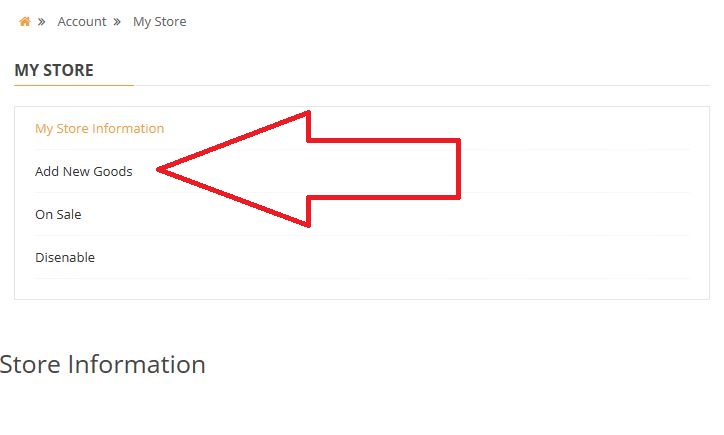 Account » My Store
MY STORE
My Store Information
Add New Goods
On Sale
Disenable
Store Information